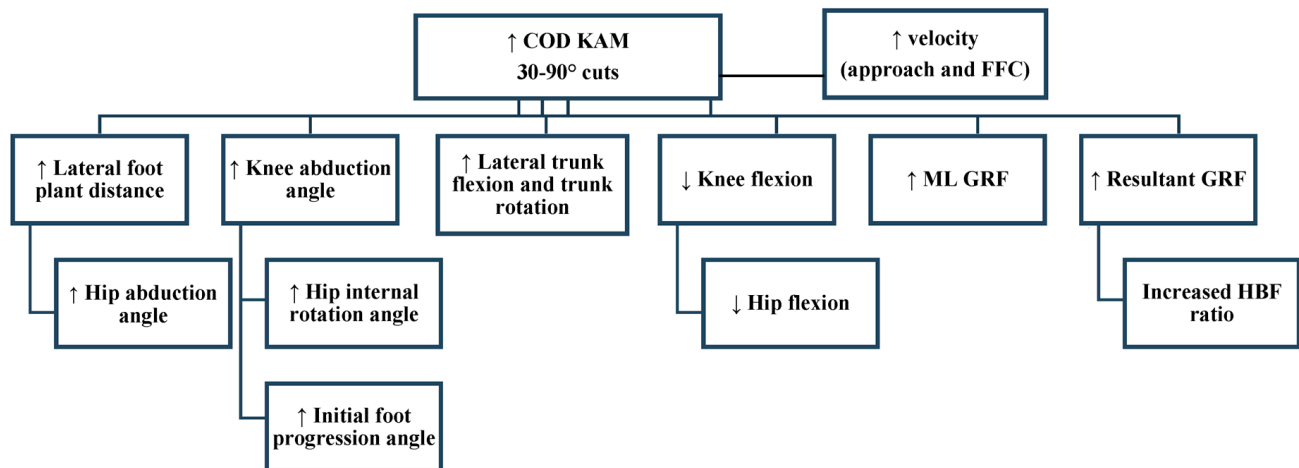 ↑ COD KAM
30-90° cuts
↑ velocity
(approach and FFC)
↑ Lateral foot
plant distance
↑ Knee abduction
angle
↑ Lateral trunk
flexion and trunk
rotation
↓ Knee flexion
↑ ML GRF
↑ Resultant GRF
↑ Hip abduction
angle
↑ Hip internal
rotation angle
↓ Hip flexion
Increased HBF
ratio
↑ Initial foot
progression angle